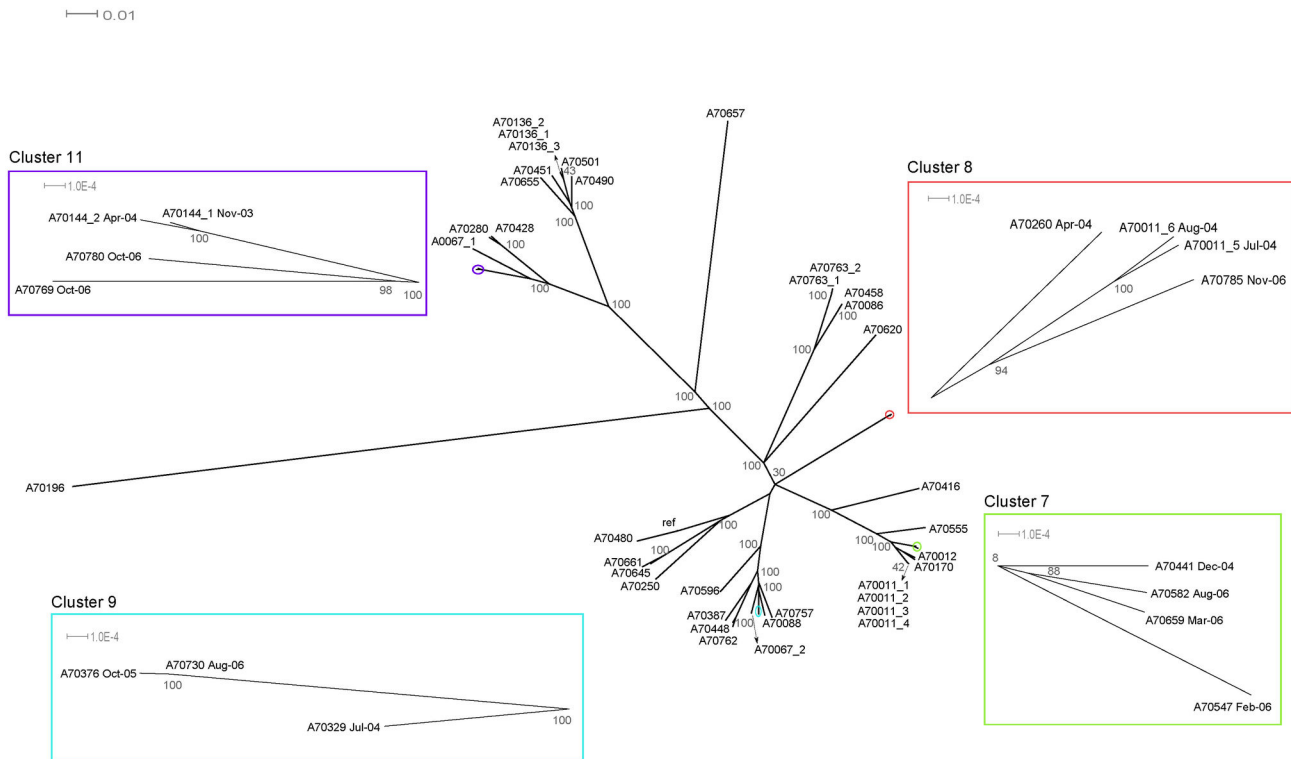 0.01
A70657
A70136_2
A70136_1
A70136_3
A70501
43
A70451
A70490
A70655
100
100
A70280
A70428
A0067_1
100
100
100
Cluster 11
1.0E-4
A70144_2 Apr-04
A70144_1 Nov-03
100
A70780 Oct-06
A70769 Oct-06
98
100
Cluster 8
1.0E-4
A70260 Apr-04
A70011_6 Aug-04
A70011_5 Jul-04
A70785 Nov-06
100
94
A70763_2
A70763_1
100
A70458
A70086
100
A70620
100
100
100
A70196
100
30
A70416
100
A70555
100
100
A70012
A70170
42
A70011_1
A70011_2
A70011_3
A70011_4
ref
100
A70480
100
A70661
A70645
A70250
100
A70596
100
100
A70387
A70757
A70448
100
A70088
A70762
A70067_2
Cluster 7
1.0E-4
8
88
A70441 Dec-04
A70582 Aug-06
A70659 Mar-06
A70547 Feb-06
Cluster 9
1.0E-4
A70376 Oct-05
A70730 Aug-06
100
A70329 Jul-04
100